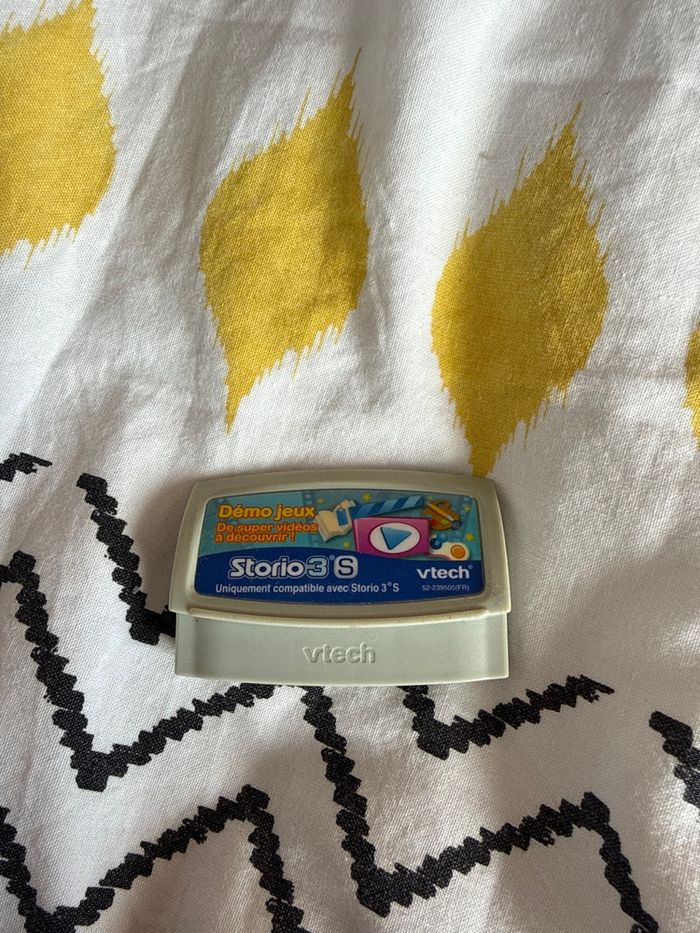 Démo jeux
De super vidéos
à découvrir !
Storio 3® S
vtech®
Uniquement compatible avec Storio 3® S
52-239505(FR)
vtech